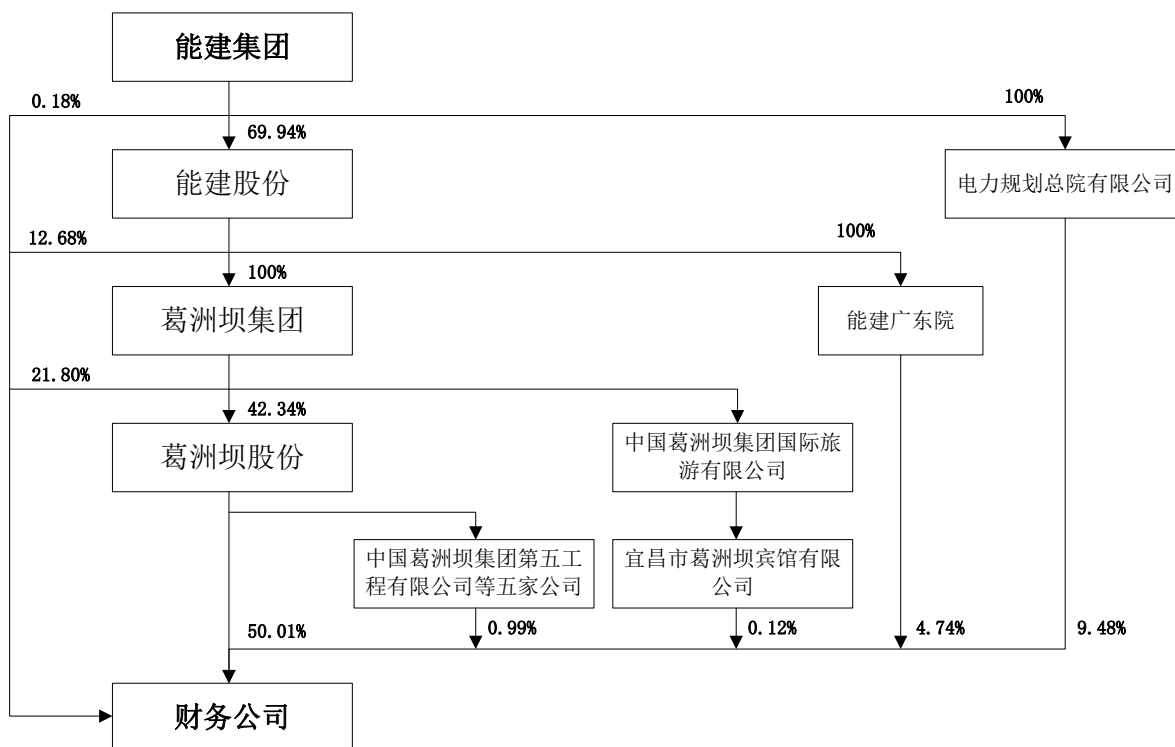 能建集团
0.18%
100%
69.94%
能建股份
电力规划总院有限公司
12.68%
100%
100%
葛洲坝集团
能建广东院
21.80%
42.34%
葛洲坝股份
中国葛洲坝集团国际旅
游有限公司
中国葛洲坝集团第五工
程有限公司等五家公司
宜昌市葛洲坝宾馆有限
公司
50.01%
0.99%
0.12%
4.74%
9.48%
财务公司